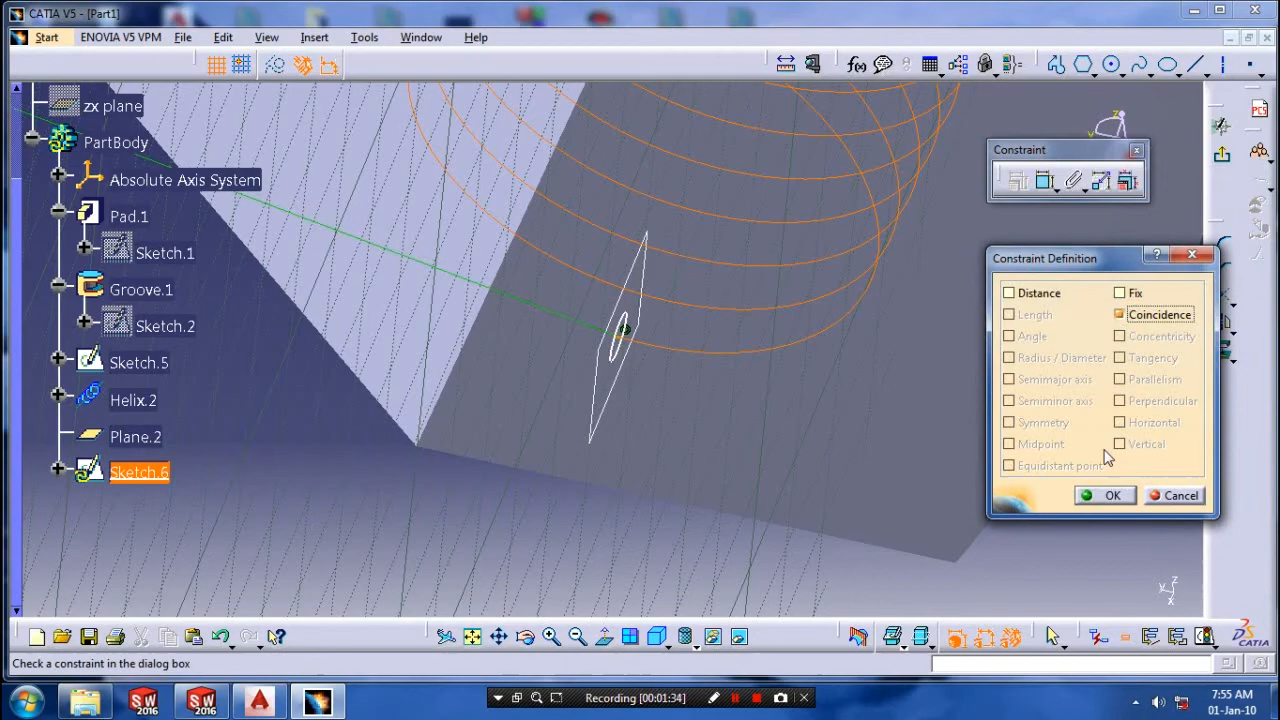 CATIA V5 - [Part1]
Start ENOVIA V5 VPM File Edit View Insert Tools Window Help
zx plane
PartBody
Absolute Axis System
Pad.1
Sketch.1
Groove.1
Sketch.2
Sketch.5
Helix.2
Plane.2
Sketch.6
Constraint
Constraint Definition
Distance Fix
Length Coincidence
Angle Concentricity
Radius / Diameter Tangency
Semimajor axis Parallelism
Semiminor axis Perpendicular
Symmetry Horizontal
Midpoint Vertical
Equidistant point
OK Cancel
z
x
CATIA
Check a constraint in the dialog box
Recording [00:01:34]
SW 2016
SW 2016
7:55 AM
01-Jan-10